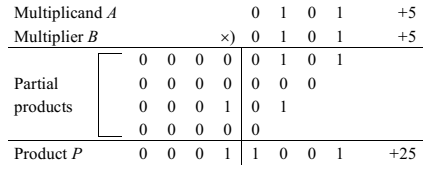 Multiplicand A 0 1 0 1 +5
Multiplier B ×) 0 1 0 1 +5
0 0 0 0 0 1 0 1
Partial 0 0 0 0 0 0 0
products 0 0 0 1 0 1
0 0 0 0 0
Product P 0 0 0 1 1 0 0 1 +25